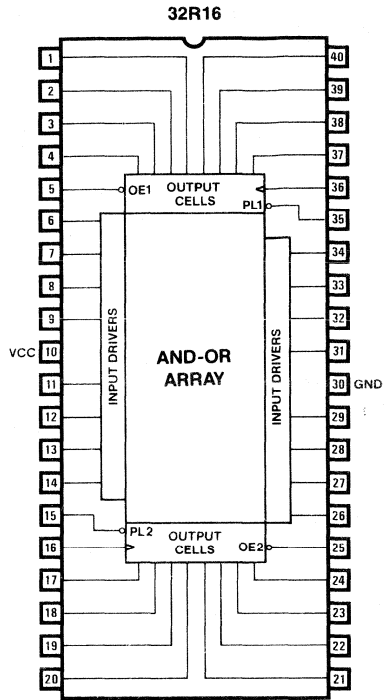 32R16
1 40
2 39
3 38
4 37
5 OE1 OUTPUT CELLS 36
PL1 35
6
7 34
8 33
9 32
VCC 10 31
INPUT DRIVERS
AND-OR
ARRAY
INPUT DRIVERS
11 30 GND
12 29
13 28
14 27
15 PL2 26
16 OUTPUT CELLS OE2 25
17 24
18 23
19 22
20 21